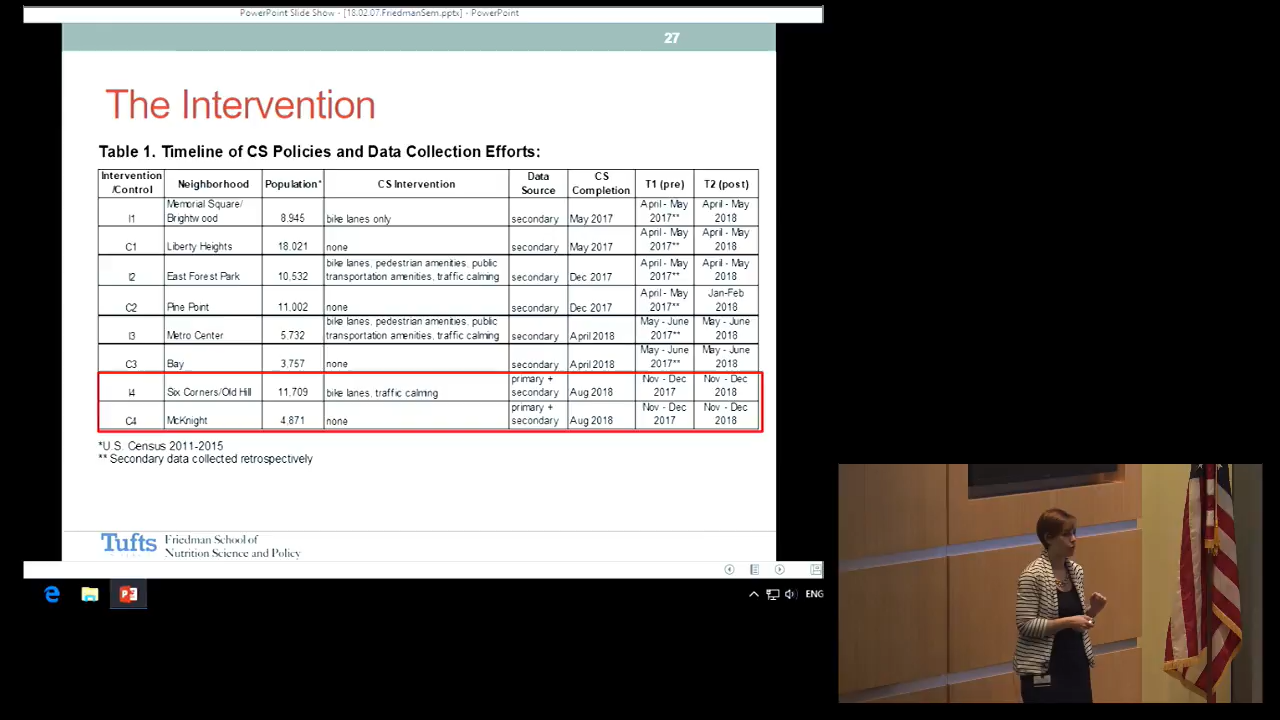 PowerPoint Slide Show - [18.02.07.FriedmanSem.pptx] - PowerPoint
27
The Intervention
Table 1. Timeline of CS Policies and Data Collection Efforts:
Intervention /Control Neighborhood Population* CS Intervention Data Source CS Completion T1 (pre) T2 (post)
I1 Memorial Square/ Brightwood 8,945 bike lanes only secondary May 2017 April - May 2017** April - May 2018
C1 Liberty Heights 18.021 none secondary May 2017 April - May 2017** April - May 2018
I2 East Forest Park 10,532 bike lanes, pedestrian amenities, public transportation amenities, traffic calming secondary Dec 2017 April - May 2017** April - May 2018
C2 Pine Point 11,002 none secondary Dec 2017 April - May 2017** Jan-Feb 2018
I3 Metro Center 5,732 bike lanes, pedestrian amenities, public transportation amenities, traffic calming secondary April 2018 May - June 2017** May - June 2018
C3 Bay 3,757 none secondary April 2018 May - June 2017** May - June 2018
I4 Six Corners/Old Hill 11,709 bike lanes, traffic calming primary + secondary Aug 2018 Nov - Dec 2017 Nov - Dec 2018
C4 McKnight 4,871 none primary + secondary Aug 2018 Nov - Dec 2017 Nov - Dec 2018
*U.S. Census 2011-2015
** Secondary data collected retrospectively
Tufts Friedman School of
Nutrition Science and Policy
ENG